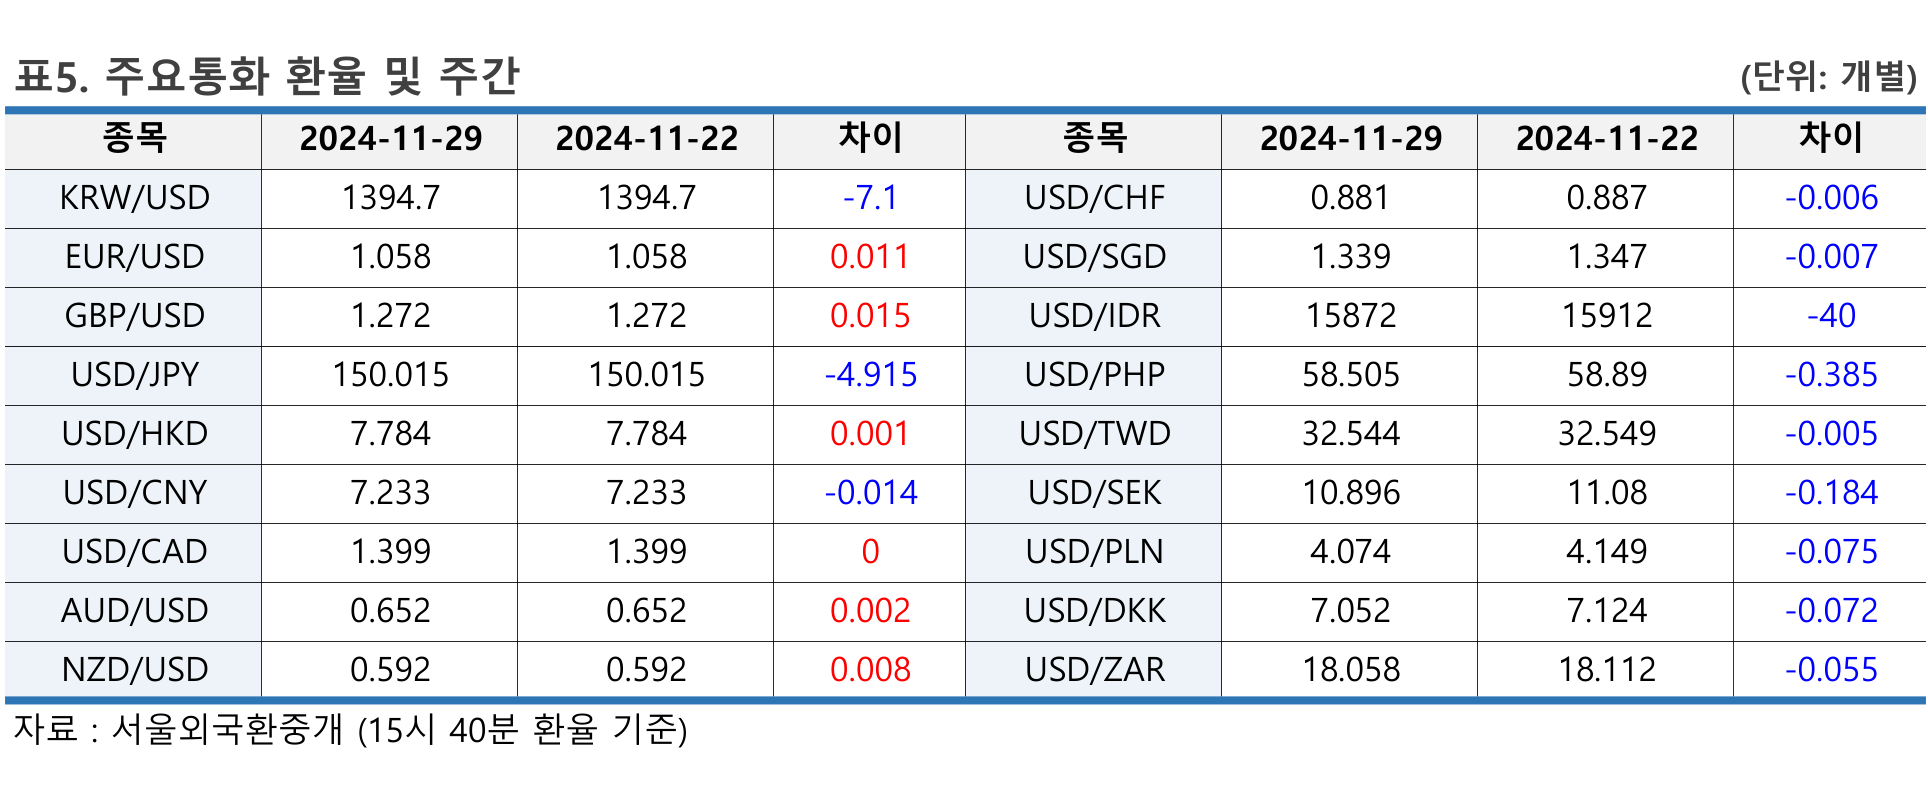 표5. 주요통화 환율 및 주간 (단위: 개별)
종목 2024-11-29 2024-11-22 차이 종목 2024-11-29 2024-11-22 차이
KRW/USD 1394.7 1394.7 -7.1 USD/CHF 0.881 0.887 -0.006
EUR/USD 1.058 1.058 0.011 USD/SGD 1.339 1.347 -0.007
GBP/USD 1.272 1.272 0.015 USD/IDR 15872 15912 -40
USD/JPY 150.015 150.015 -4.915 USD/PHP 58.505 58.89 -0.385
USD/HKD 7.784 7.784 0.001 USD/TWD 32.544 32.549 -0.005
USD/CNY 7.233 7.233 -0.014 USD/SEK 10.896 11.08 -0.184
USD/CAD 1.399 1.399 0 USD/PLN 4.074 4.149 -0.075
AUD/USD 0.652 0.652 0.002 USD/DKK 7.052 7.124 -0.072
NZD/USD 0.592 0.592 0.008 USD/ZAR 18.058 18.112 -0.055
자료 : 서울외국환중개 (15시 40분 환율 기준)